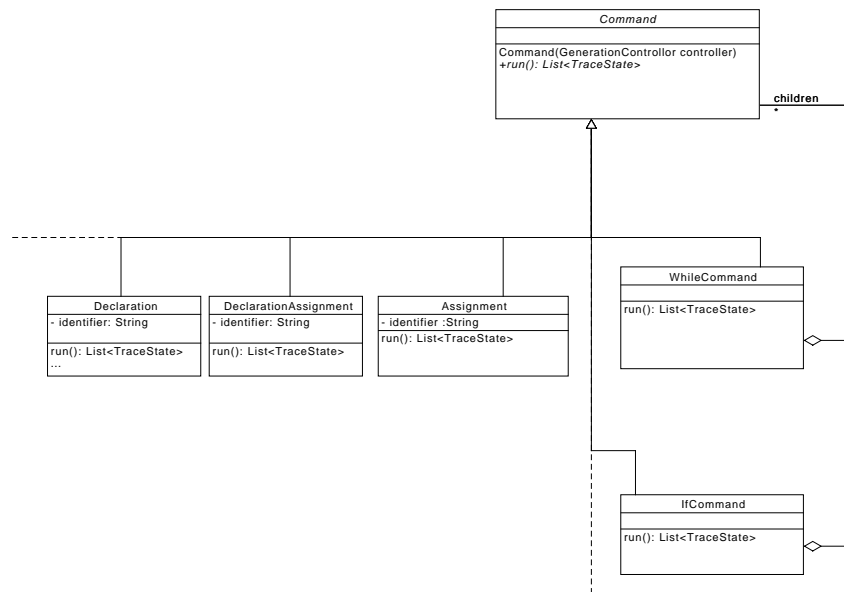 Command
Command(GenerationControllor controller)
+run(): List<TraceState>
children
*
Declaration
- identifier: String
run(): List<TraceState>
...
DeclarationAssignment
- identifier: String
run(): List<TraceState>
Assignment
- identifier :String
run(): List<TraceState>
WhileCommand
run(): List<TraceState>
IfCommand
run(): List<TraceState>